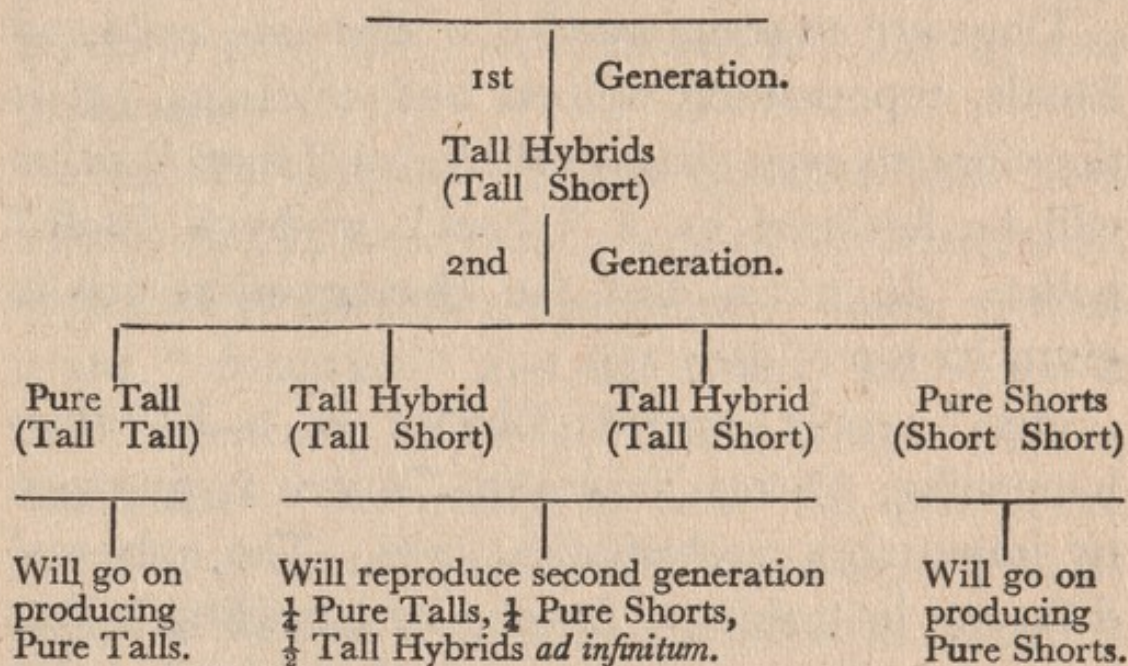 1st Generation.
Tall Hybrids
(Tall Short)
2nd Generation.
Pure Tall
(Tall Tall)
Tall Hybrid
(Tall Short)
Tall Hybrid
(Tall Short)
Pure Shorts
(Short Short)
Will go on
producing
Pure Talls.
Will reproduce second generation
¼ Pure Talls, ¼ Pure Shorts,
½ Tall Hybrids ad infinitum.
Will go on
producing
Pure Shorts.